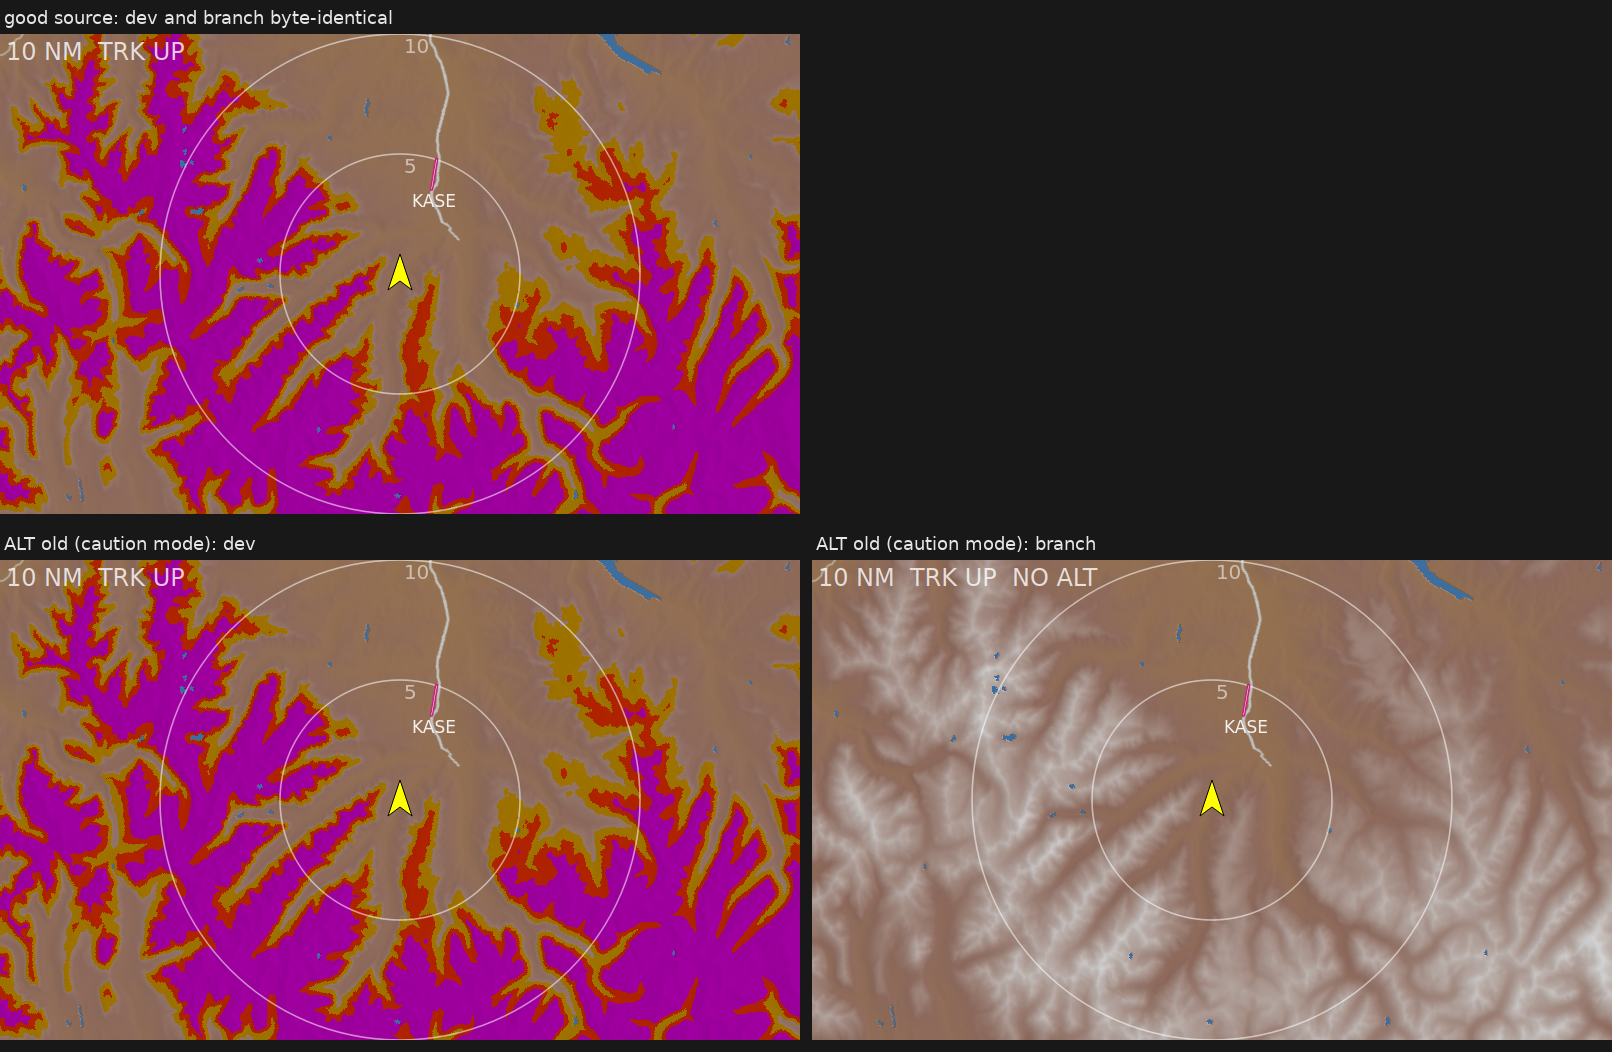 good source: dev and branch byte-identical
10 NM TRK UP
10
5
KASE
ALT old (caution mode): dev
ALT old (caution mode): branch
10 NM TRK UP
10
5
KASE
10 NM TRK UP NO ALT
10
5
KASE